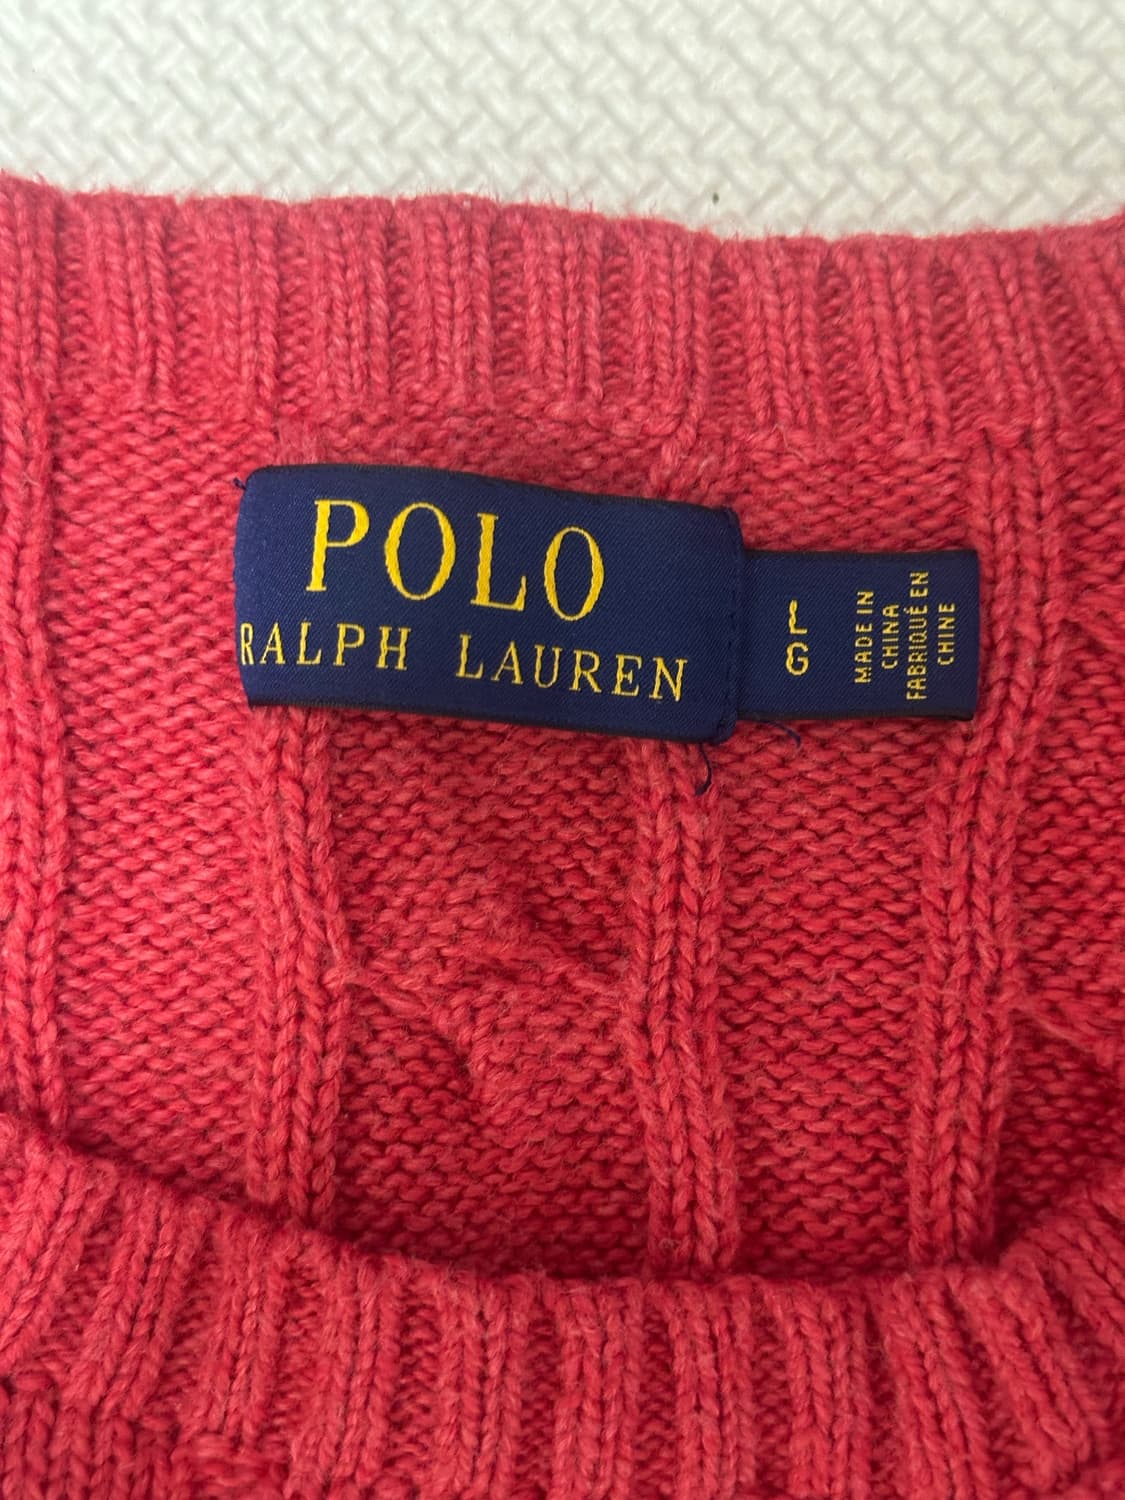 POLO
RALPH LAUREN
L
G
MADE IN
CHINA
FABRIQUÉ EN
CHINE